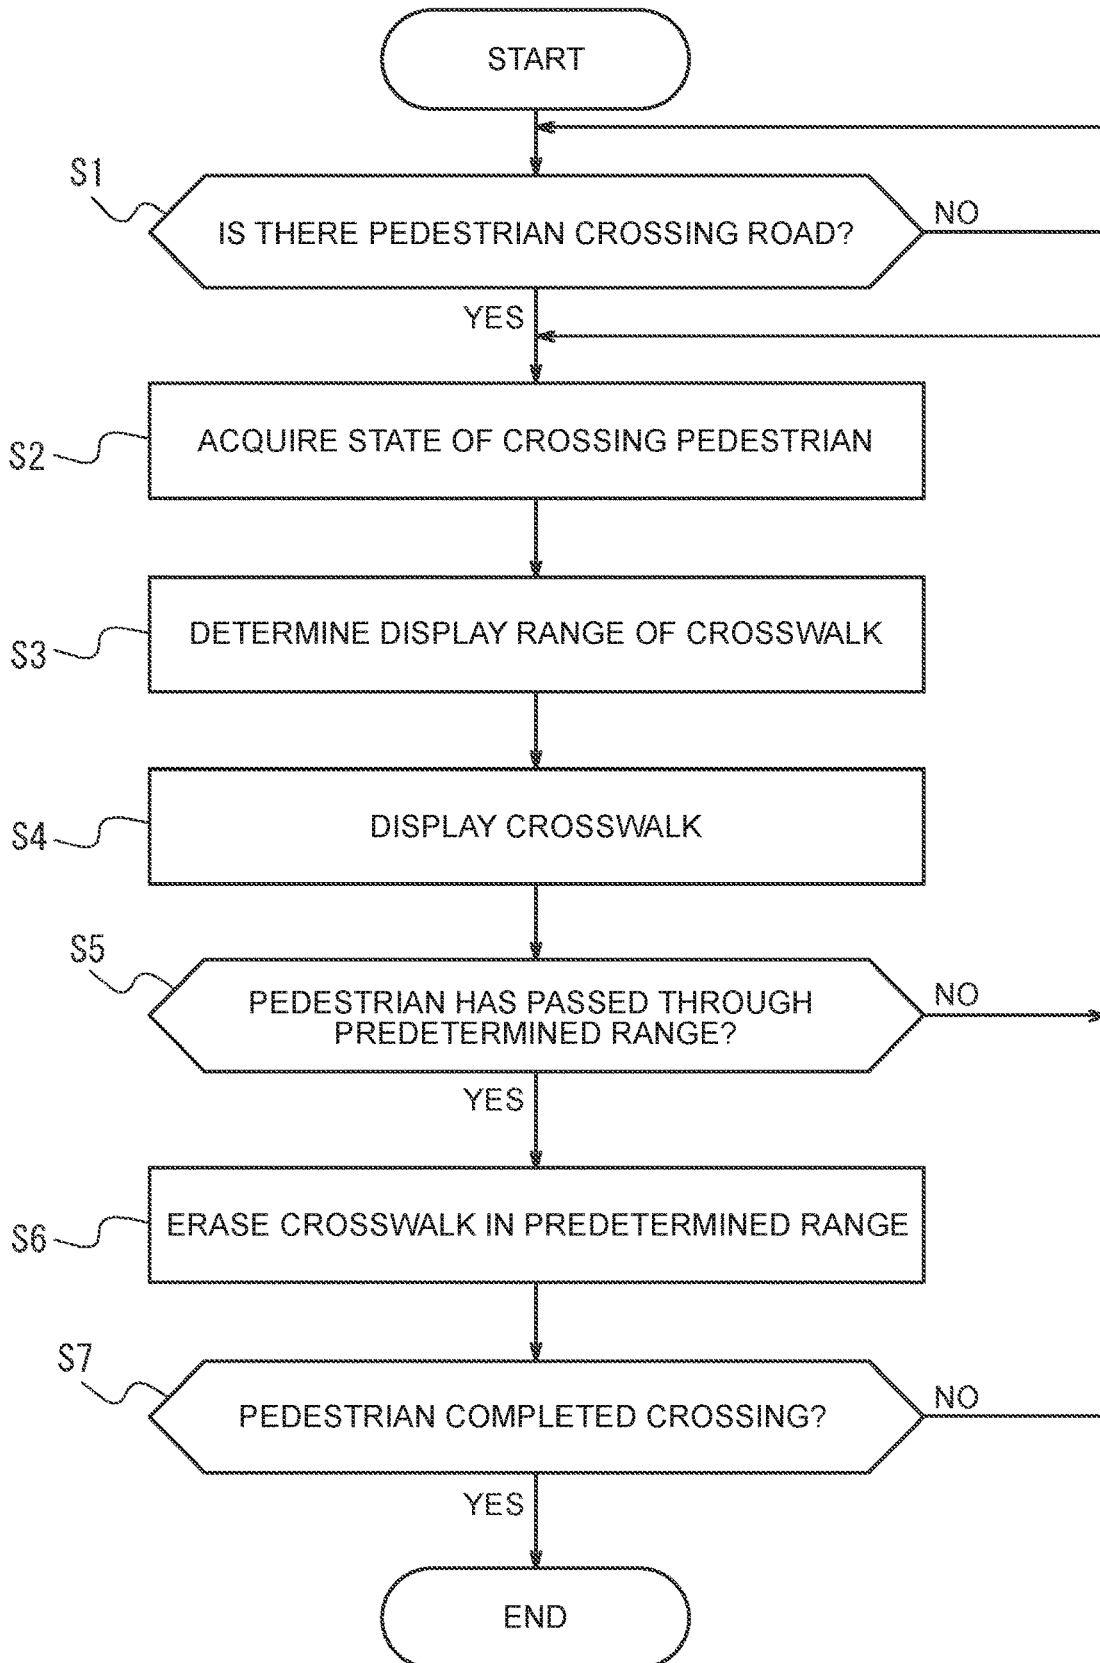 START
S1
IS THERE PEDESTRIAN CROSSING ROAD?
NO
YES
S2
ACQUIRE STATE OF CROSSING PEDESTRIAN
S3
DETERMINE DISPLAY RANGE OF CROSSWALK
S4
DISPLAY CROSSWALK
S5
PEDESTRIAN HAS PASSED THROUGH
PREDETERMINED RANGE?
NO
YES
S6
ERASE CROSSWALK IN PREDETERMINED RANGE
S7
PEDESTRIAN COMPLETED CROSSING?
NO
YES
END